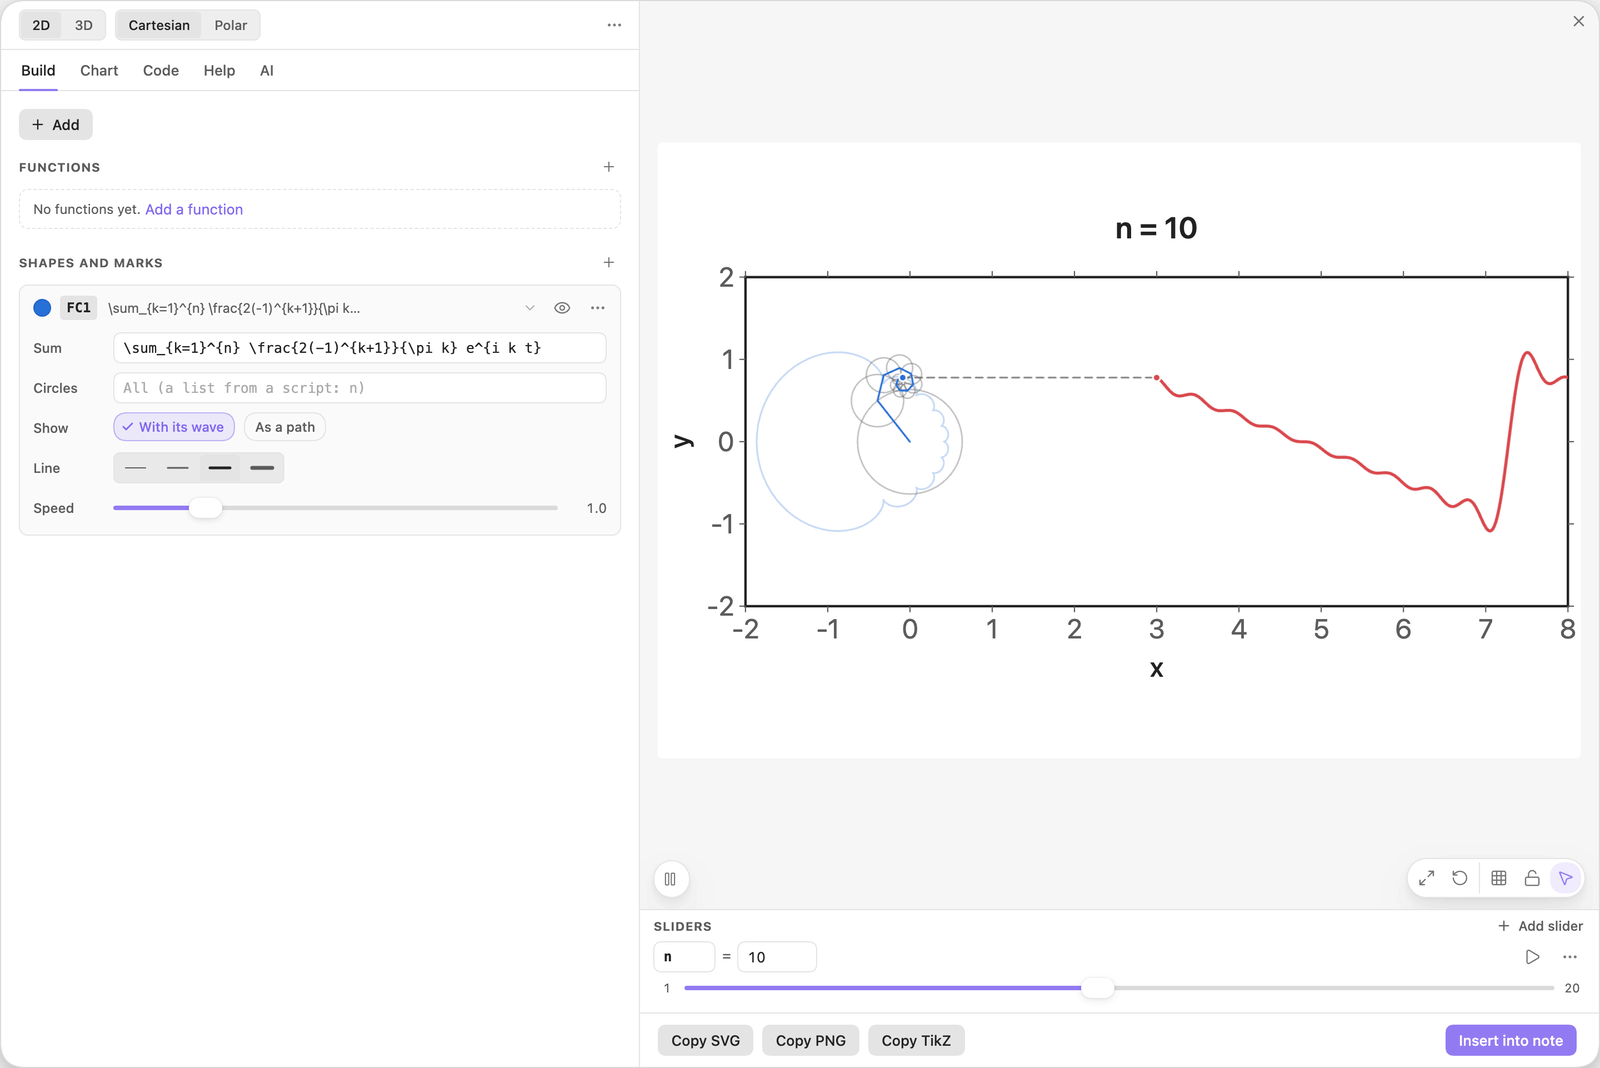 2D 3D Cartesian Polar
Build Chart Code Help AI
+ Add
FUNCTIONS
No functions yet. Add a function
SHAPES AND MARKS
FC1 \sum_{k=1}^{n} \frac{2(-1)^{k+1}}{\pi k...
Sum \sum_{k=1}^{n} \frac{2(−1)^{k+1}}{\pi k} e^{i k t}
Circles All (a list from a script: n)
Show With its wave As a path
Line
Speed 1.0
n = 10
2
1
y 0
-1
-2
-2 -1 0 1 2 3 4 5 6 7 8
x
SLIDERS + Add slider
n = 10
1 20
Copy SVG Copy PNG Copy TikZ Insert into note